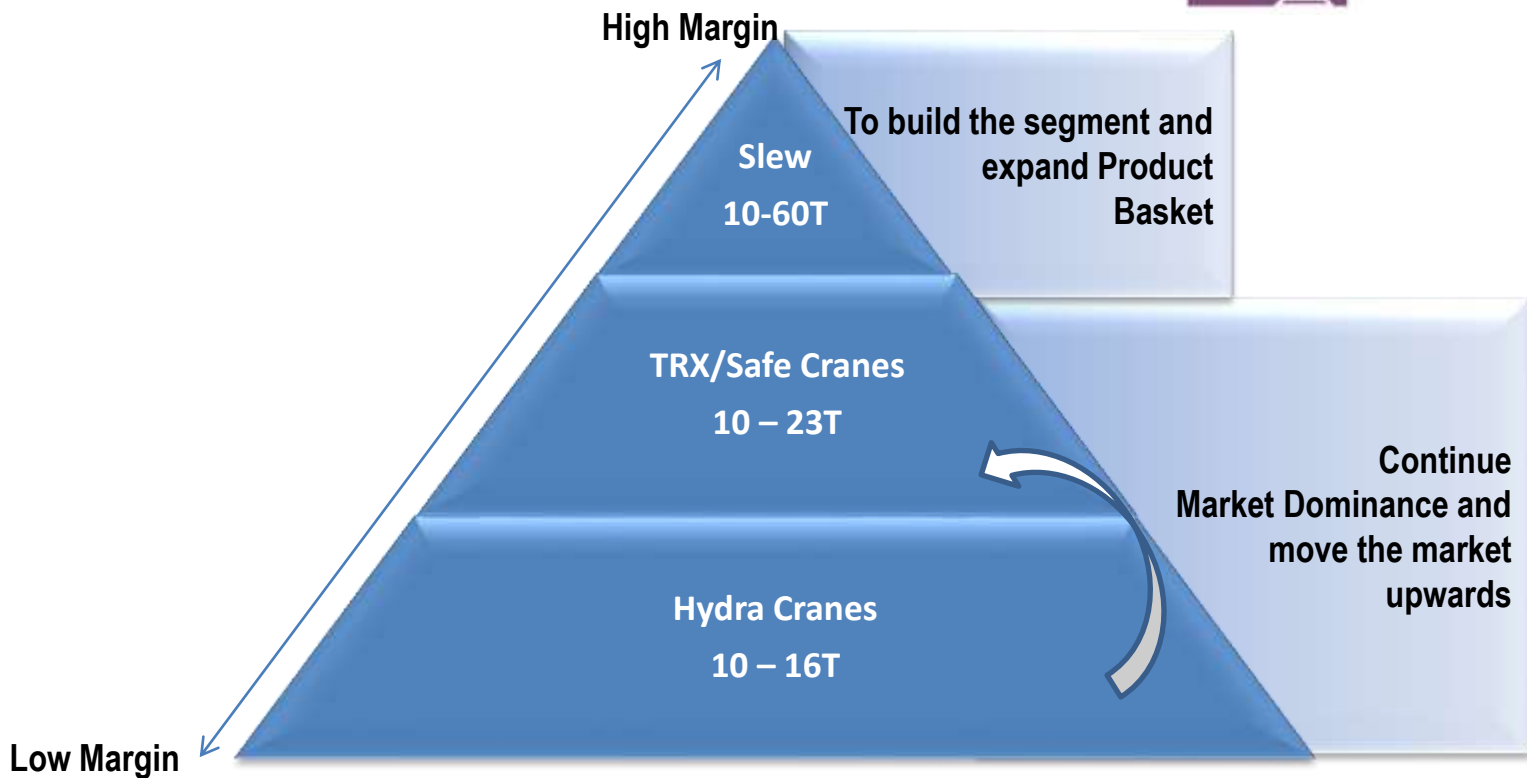 High Margin
To build the segment and
expand Product
Basket
Slew
10-60T
TRX/Safe Cranes
10 – 23T
Continue
Market Dominance and
move the market
upwards
Hydra Cranes
10 – 16T
Low Margin